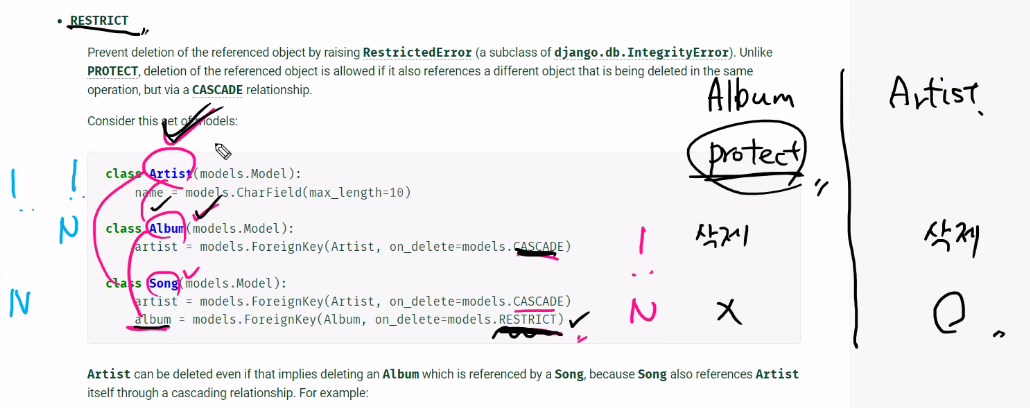 • RESTRICT
Prevent deletion of the referenced object by raising RestrictedError (a subclass of django.db.IntegrityError). Unlike
PROTECT, deletion of the referenced object is allowed if it also references a different object that is being deleted in the same
operation, but via a CASCADE relationship.
Consider this set of models:
class Artist(models.Model):
name = models.CharField(max_length=10)
class Album(models.Model):
artist = models.ForeignKey(Artist, on_delete=models.CASCADE)
class Song(models.Model):
artist = models.ForeignKey(Artist, on_delete=models.CASCADE)
album = models.ForeignKey(Album, on_delete=models.RESTRICT)
Artist can be deleted even if that implies deleting an Album which is referenced by a Song, because Song also references Artist
itself through a cascading relationship. For example:
1 : 1 :
N
N
1 :
N
Album Artist
protect
삭제 삭제
X O